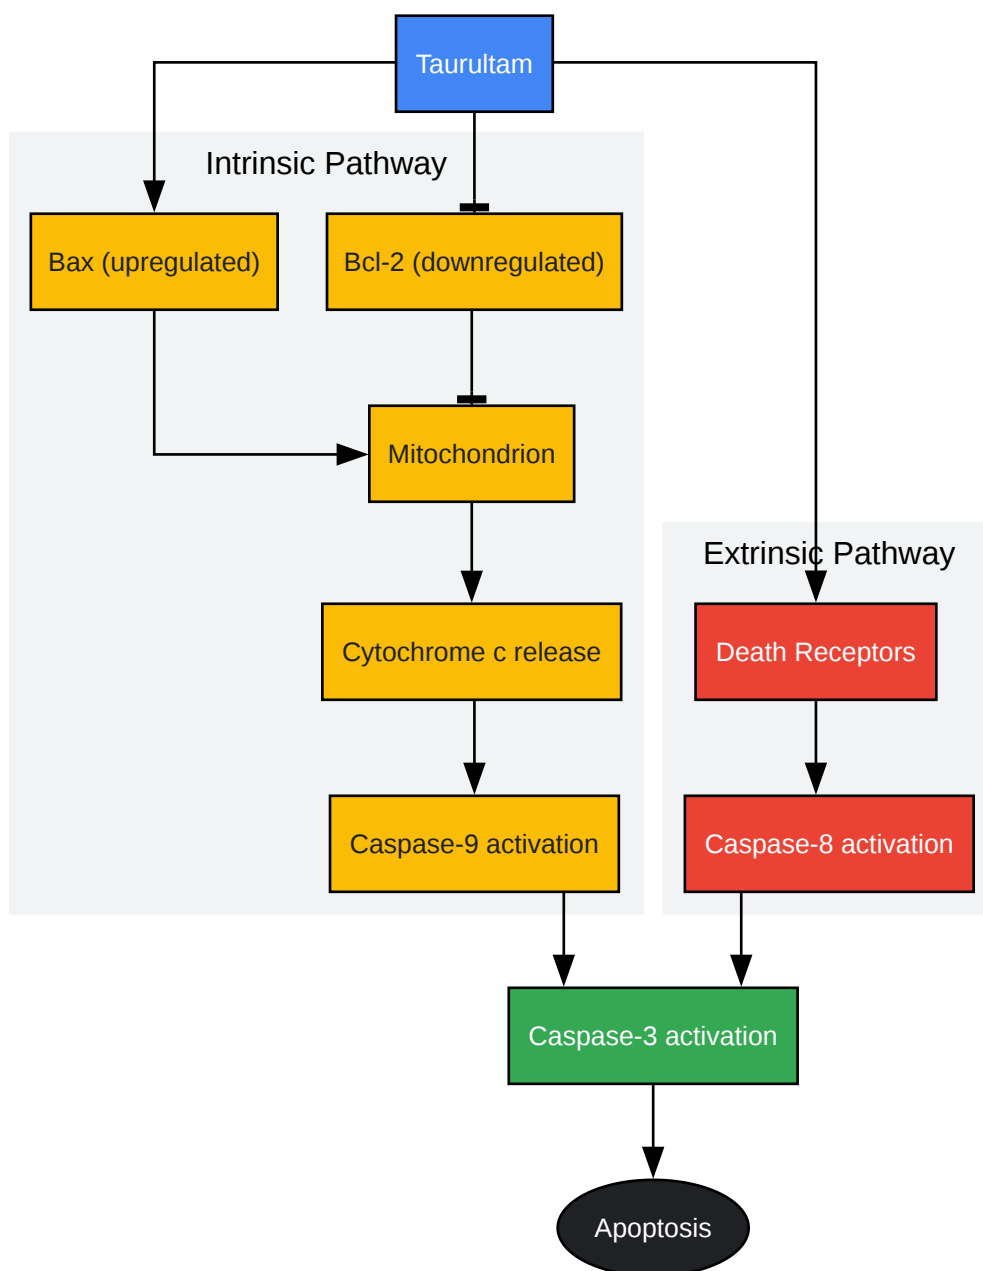 Taurultam
Intrinsic Pathway
Bax (upregulated)
Bcl-2 (downregulated)
Mitochondrion
Extrinsic Pathway
Cytochrome c release
Death Receptors
Caspase-9 activation
Caspase-8 activation
Caspase-3 activation
Apoptosis